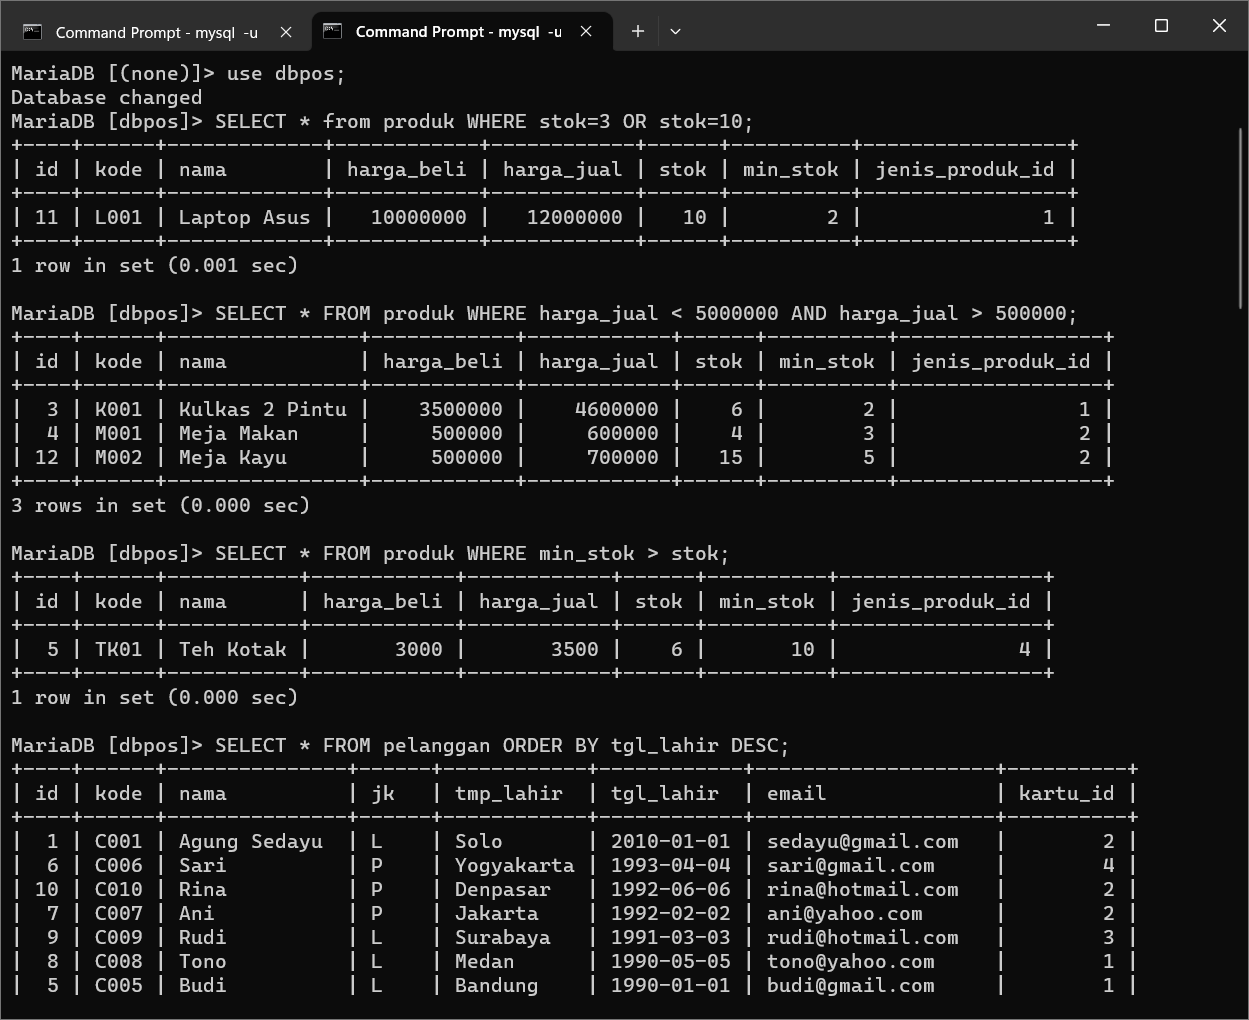 Command Prompt - mysql -u
Command Prompt - mysql -u
MariaDB [(none)]> use dbpos;
Database changed
MariaDB [dbpos]> SELECT * from produk WHERE stok=3 OR stok=10;
+----+------+-------------+------------+------------+------+----------+-----------------+
| id | kode | nama        | harga_beli | harga_jual | stok | min_stok | jenis_produk_id |
+----+------+-------------+------------+------------+------+----------+-----------------+
| 11 | L001 | Laptop Asus |   10000000 |   12000000 |   10 |        2 |               1 |
+----+------+-------------+------------+------------+------+----------+-----------------+
1 row in set (0.001 sec)
MariaDB [dbpos]> SELECT * FROM produk WHERE harga_jual < 5000000 AND harga_jual > 500000;
+----+------+----------------+------------+------------+------+----------+-----------------+
| id | kode | nama           | harga_beli | harga_jual | stok | min_stok | jenis_produk_id |
+----+------+----------------+------------+------------+------+----------+-----------------+
|  3 | K001 | Kulkas 2 Pintu |    3500000 |    4600000 |    6 |        2 |               1 |
|  4 | M001 | Meja Makan     |     500000 |     600000 |    4 |        3 |               2 |
| 12 | M002 | Meja Kayu      |     500000 |     700000 |   15 |        5 |               2 |
+----+------+----------------+------------+------------+------+----------+-----------------+
3 rows in set (0.000 sec)
MariaDB [dbpos]> SELECT * FROM produk WHERE min_stok > stok;
+----+------+-----------+------------+------------+------+----------+-----------------+
| id | kode | nama      | harga_beli | harga_jual | stok | min_stok | jenis_produk_id |
+----+------+-----------+------------+------------+------+----------+-----------------+
|  5 | TK01 | Teh Kotak |       3000 |       3500 |    6 |       10 |               4 |
+----+------+-----------+------------+------------+------+----------+-----------------+
1 row in set (0.000 sec)
MariaDB [dbpos]> SELECT * FROM pelanggan ORDER BY tgl_lahir DESC;
+----+------+---------------+------+------------+------------+--------------------+----------+
| id | kode | nama          | jk   | tmp_lahir  | tgl_lahir  | email              | kartu_id |
+----+------+---------------+------+------------+------------+--------------------+----------+
|  1 | C001 | Agung Sedayu  | L    | Solo       | 2010-01-01 | sedayu@gmail.com   |        2 |
|  6 | C006 | Sari          | P    | Yogyakarta | 1993-04-04 | sari@gmail.com     |        4 |
| 10 | C010 | Rina          | P    | Denpasar   | 1992-06-06 | rina@hotmail.com   |        2 |
|  7 | C007 | Ani           | P    | Jakarta    | 1992-02-02 | ani@yahoo.com      |        2 |
|  9 | C009 | Rudi          | L    | Surabaya   | 1991-03-03 | rudi@hotmail.com   |        3 |
|  8 | C008 | Tono          | L    | Medan      | 1990-05-05 | tono@yahoo.com     |        1 |
|  5 | C005 | Budi          | L    | Bandung    | 1990-01-01 | budi@gmail.com     |        1 |